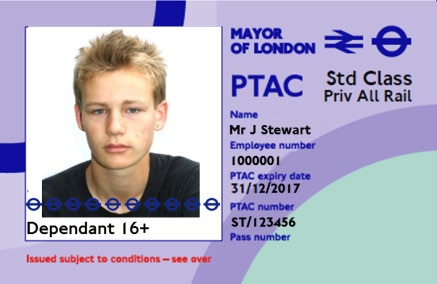 MAYOR
OF LONDON
PTAC
Std Class
Priv All Rail
Name
Mr J Stewart
Employee number
1000001
PTAC expiry date
31/12/2017
PTAC number
ST/123456
Pass number
Dependant 16+
Issued subject to conditions – see over